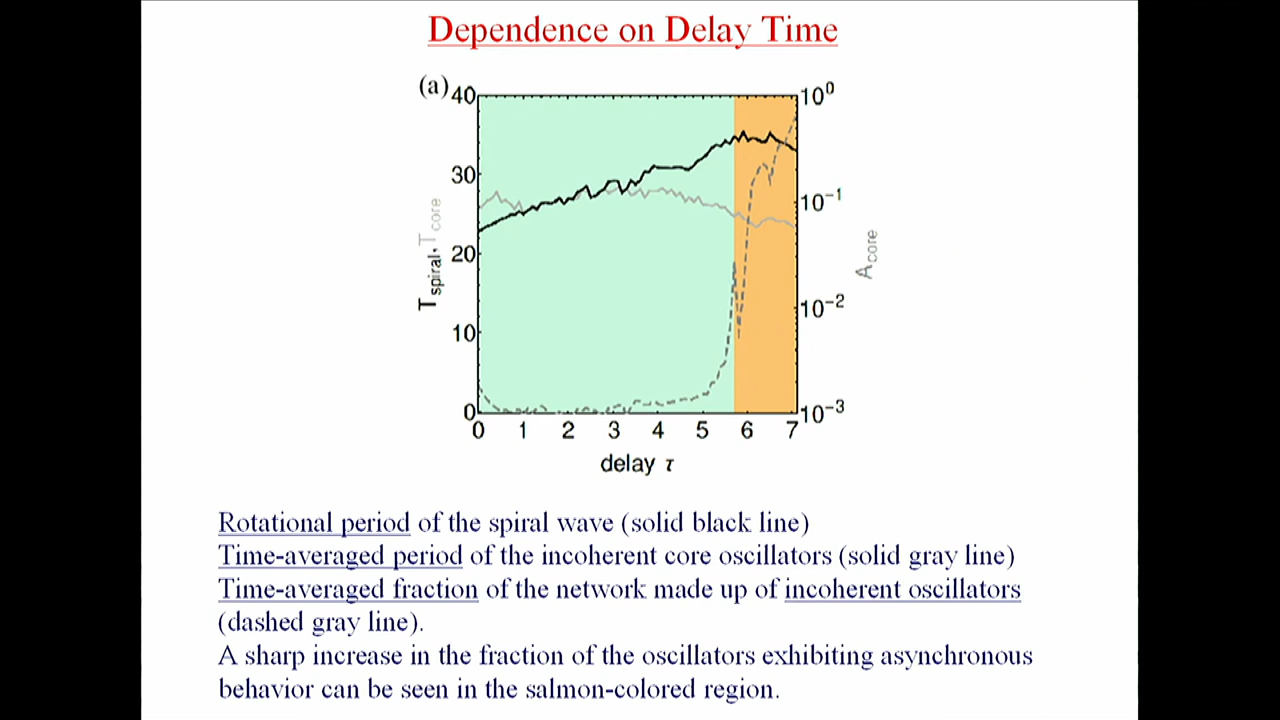 Dependence on Delay Time
(a)
40
30
20
10
0
10⁰
10⁻¹
10⁻²
10⁻³
T spiral, T core
A core
0 1 2 3 4 5 6 7
delay τ
Rotational period of the spiral wave (solid black line)
Time-averaged period of the incoherent core oscillators (solid gray line)
Time-averaged fraction of the network made up of incoherent oscillators
(dashed gray line).
A sharp increase in the fraction of the oscillators exhibiting asynchronous
behavior can be seen in the salmon-colored region.